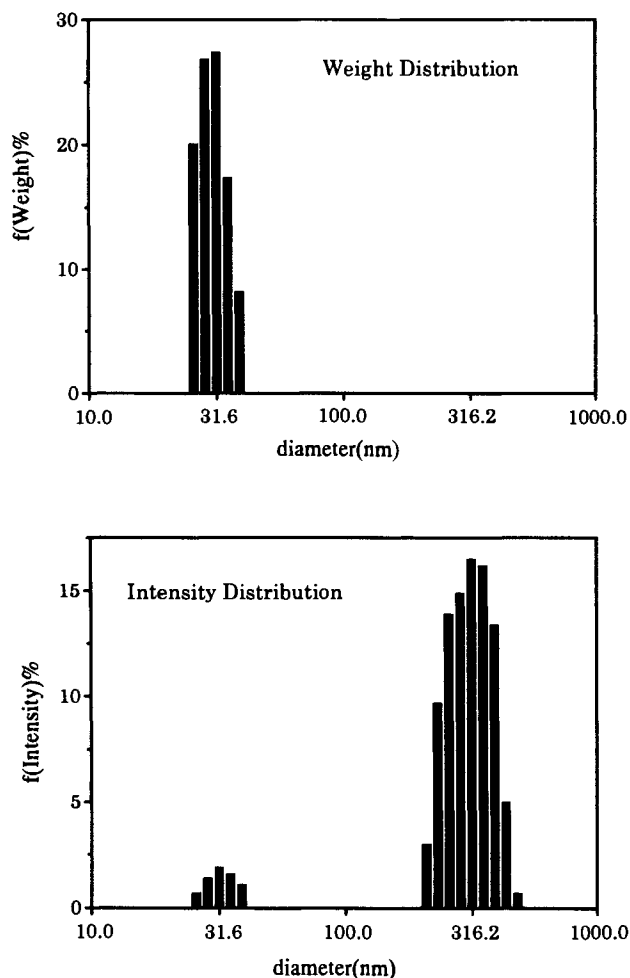 30
Weight Distribution
20
f(Weight)%
10
0
10.0 31.6 100.0 316.2 1000.0
diameter(nm)
15
Intensity Distribution
10
f(Intensity)%
5
0
10.0 31.6 100.0 316.2 1000.0
diameter(nm)